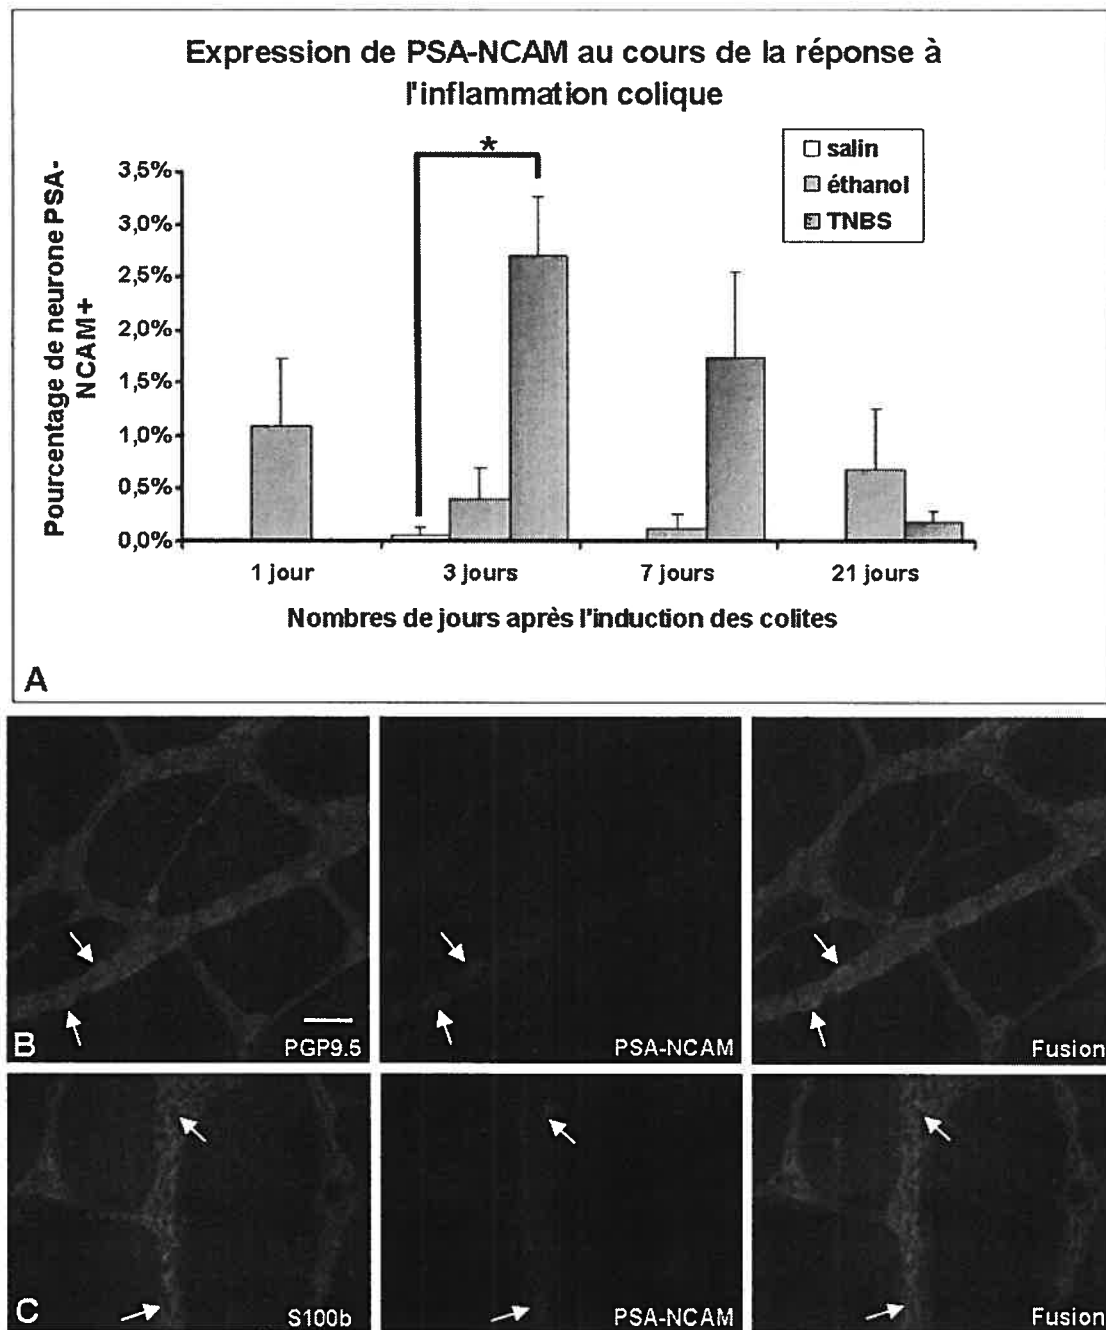 Expression de PSA-NCAM au cours de la réponse à
l'inflammation colique
*
salin
éthanol
TNBS
Pourcentage de neurone PSA-
NCAM+
3,5%
3,0%
2,5%
2,0%
1,5%
1,0%
0,5%
0,0%
1 jour
3 jours
7 jours
21 jours
Nombres de jours après l'induction des colites
A
B
PGP9.5
PSA-NCAM
Fusion
C
S100b
PSA-NCAM
Fusion